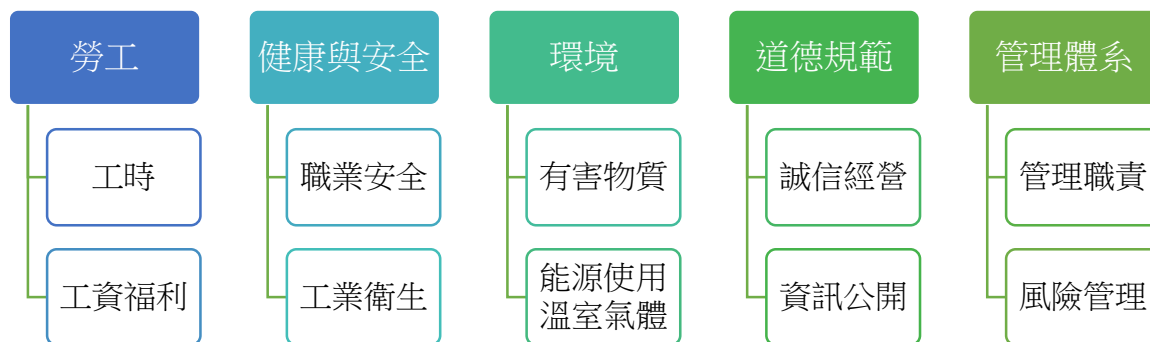 勞工
健康與安全
環境
道德規範
管理體系
工時
職業安全
有害物質
誠信經營
管理職責
工資福利
工業衛生
能源使用
溫室氣體
資訊公開
風險管理